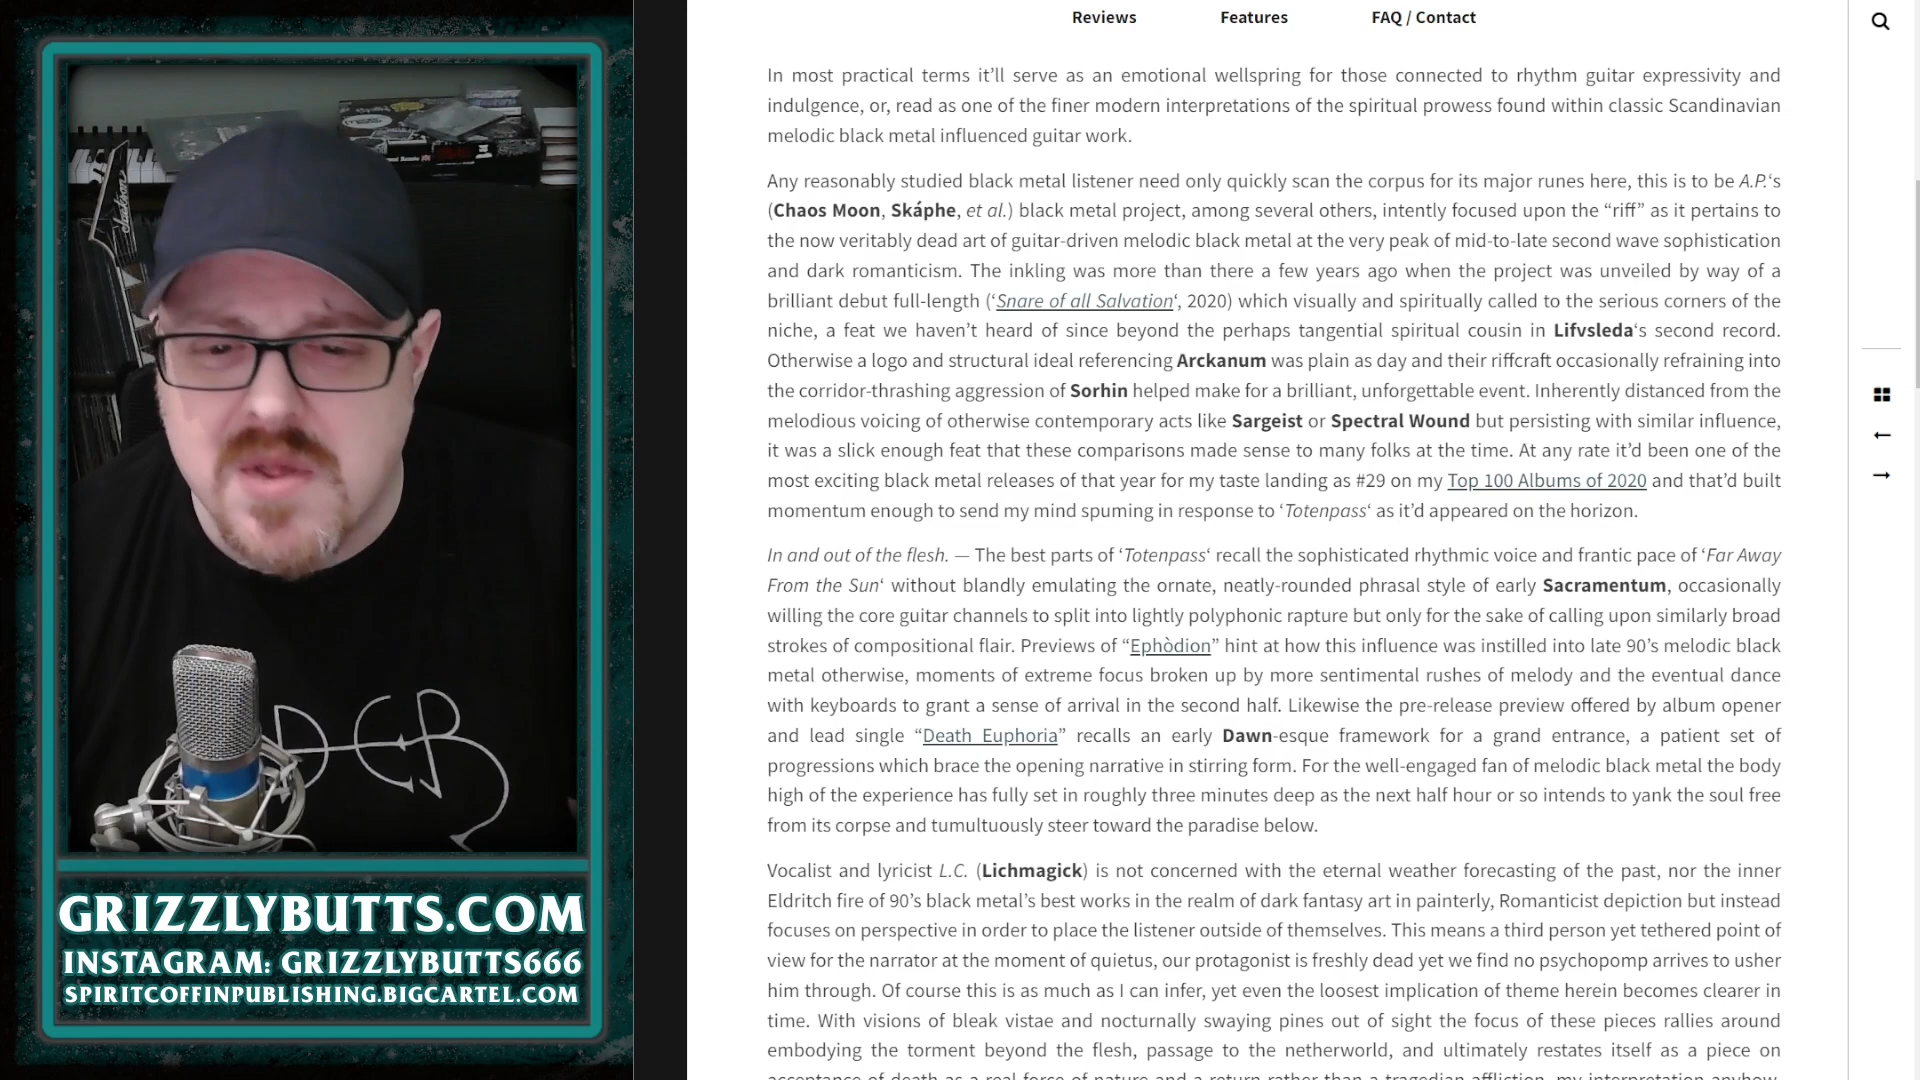 Reviews Features FAQ / Contact
In most practical terms it’ll serve as an emotional wellspring for those connected to rhythm guitar expressivity and
indulgence, or, read as one of the finer modern interpretations of the spiritual prowess found within classic Scandinavian
melodic black metal influenced guitar work.
Any reasonably studied black metal listener need only quickly scan the corpus for its major runes here, this is to be A.P.‘s
(Chaos Moon, Skáphe, et al.) black metal project, among several others, intently focused upon the “riff” as it pertains to
the now veritably dead art of guitar-driven melodic black metal at the very peak of mid-to-late second wave sophistication
and dark romanticism. The inkling was more than there a few years ago when the project was unveiled by way of a
brilliant debut full-length (‘Snare of all Salvation‘, 2020) which visually and spiritually called to the serious corners of the
niche, a feat we haven’t heard of since beyond the perhaps tangential spiritual cousin in Lifvsleda‘s second record.
Otherwise a logo and structural ideal referencing Arckanum was plain as day and their riffcraft occasionally refraining into
the corridor-thrashing aggression of Sorhin helped make for a brilliant, unforgettable event. Inherently distanced from the
melodious voicing of otherwise contemporary acts like Sargeist or Spectral Wound but persisting with similar influence,
it was a slick enough feat that these comparisons made sense to many folks at the time. At any rate it’d been one of the
most exciting black metal releases of that year for my taste landing as #29 on my Top 100 Albums of 2020 and that’d built
momentum enough to send my mind spuming in response to ‘Totenpass‘ as it’d appeared on the horizon.
In and out of the flesh. — The best parts of ‘Totenpass‘ recall the sophisticated rhythmic voice and frantic pace of ‘Far Away
From the Sun‘ without blandly emulating the ornate, neatly-rounded phrasal style of early Sacramentum, occasionally
willing the core guitar channels to split into lightly polyphonic rapture but only for the sake of calling upon similarly broad
strokes of compositional flair. Previews of “Ephòdion” hint at how this influence was instilled into late 90’s melodic black
metal otherwise, moments of extreme focus broken up by more sentimental rushes of melody and the eventual dance
with keyboards to grant a sense of arrival in the second half. Likewise the pre-release preview offered by album opener
and lead single “Death Euphoria” recalls an early Dawn-esque framework for a grand entrance, a patient set of
progressions which brace the opening narrative in stirring form. For the well-engaged fan of melodic black metal the body
high of the experience has fully set in roughly three minutes deep as the next half hour or so intends to yank the soul free
from its corpse and tumultuously steer toward the paradise below.
Vocalist and lyricist L.C. (Lichmagick) is not concerned with the eternal weather forecasting of the past, nor the inner
Eldritch fire of 90’s black metal’s best works in the realm of dark fantasy art in painterly, Romanticist depiction but instead
focuses on perspective in order to place the listener outside of themselves. This means a third person yet tethered point of
view for the narrator at the moment of quietus, our protagonist is freshly dead yet we find no psychopomp arrives to usher
him through. Of course this is as much as I can infer, yet even the loosest implication of theme herein becomes clearer in
time. With visions of bleak vistae and nocturnally swaying pines out of sight the focus of these pieces rallies around
embodying the torment beyond the flesh, passage to the netherworld, and ultimately restates itself as a piece on
acceptance of death as a real force of nature and a return rather than a tragedian affliction, my interpretation anyhow.
GRIZZLYBUTTS.COM
INSTAGRAM: GRIZZLYBUTTS666
SPIRITCOFFINPUBLISHING.BIGCARTEL.COM